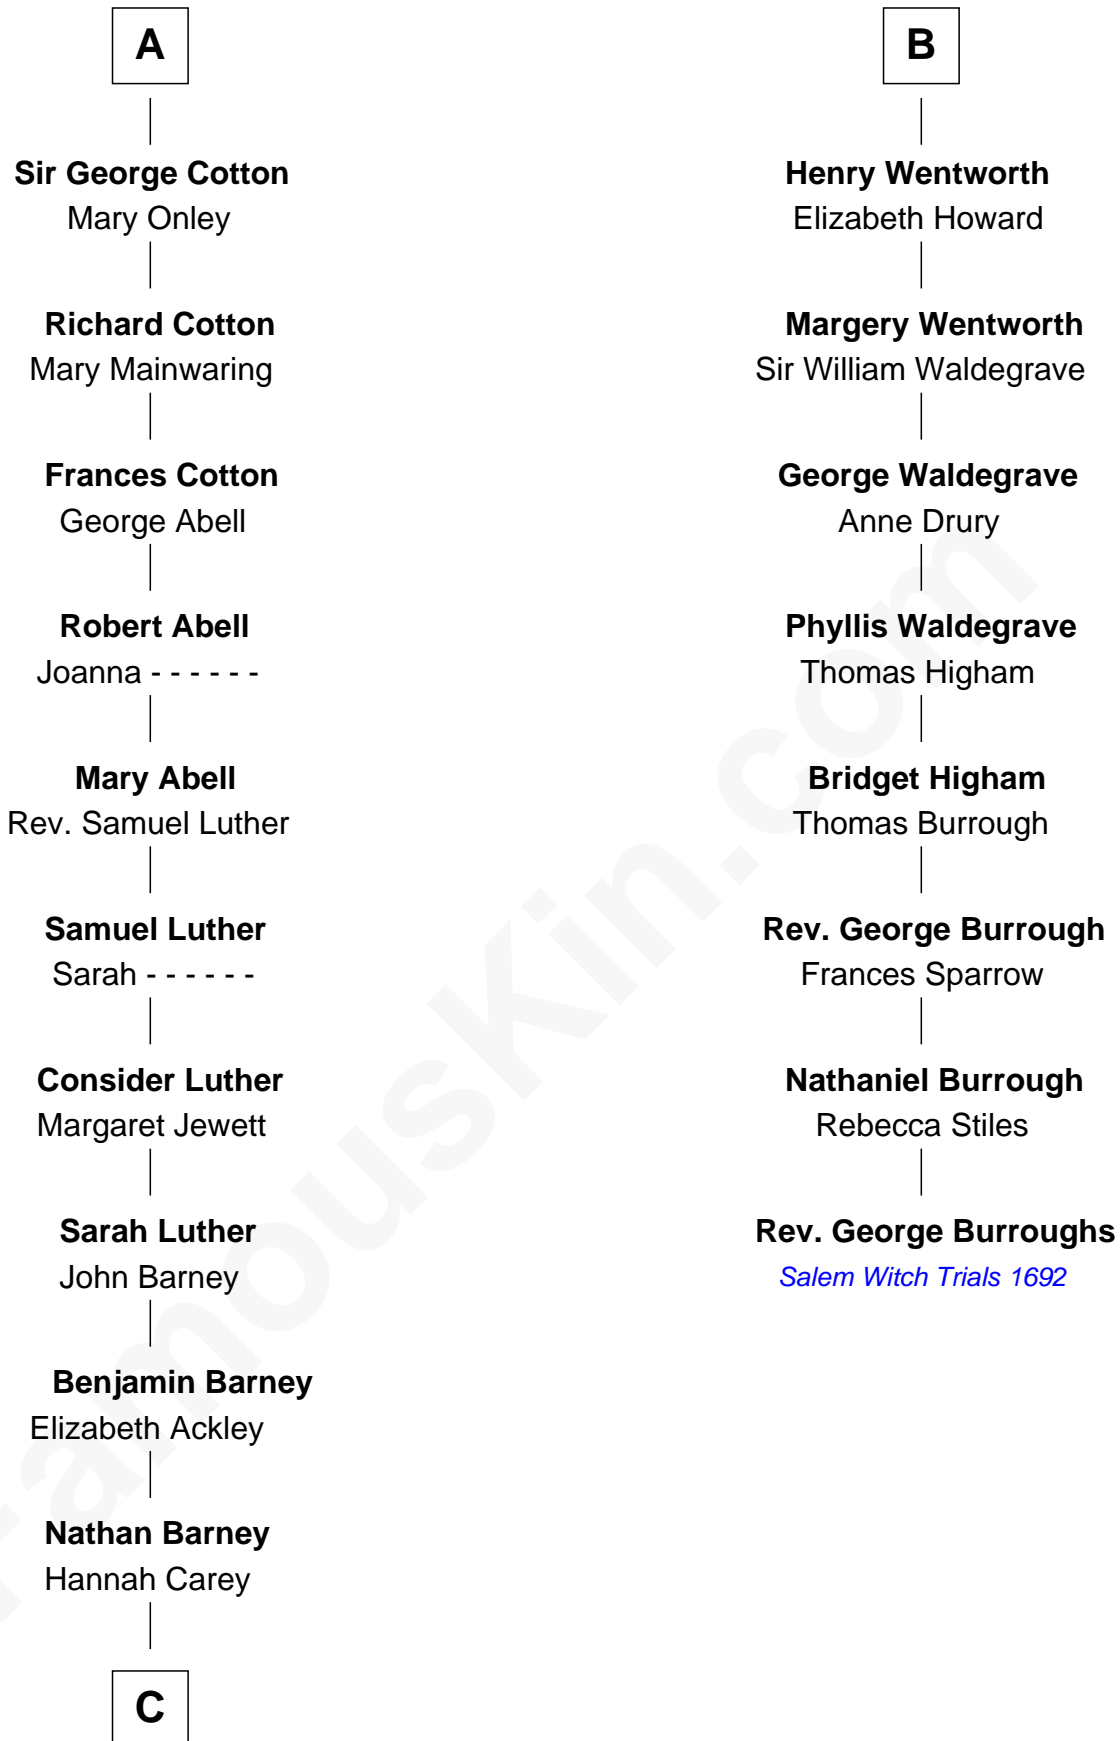 A
Sir George Cotton
Mary Onley
Richard Cotton
Mary Mainwaring
Frances Cotton
George Abell
Robert Abell
Joanna - - - - - -
Mary Abell
Rev. Samuel Luther
Samuel Luther
Sarah - - - - - -
Consider Luther
Margaret Jewett
Sarah Luther
John Barney
Benjamin Barney
Elizabeth Ackley
Nathan Barney
Hannah Carey
C
B
Henry Wentworth
Elizabeth Howard
Margery Wentworth
Sir William Waldegrave
George Waldegrave
Anne Drury
Phyllis Waldegrave
Thomas Higham
Bridget Higham
Thomas Burrough
Rev. George Burrough
Frances Sparrow
Nathaniel Burrough
Rebecca Stiles
Rev. George Burroughs
Salem Witch Trials 1692
FamousKin.com